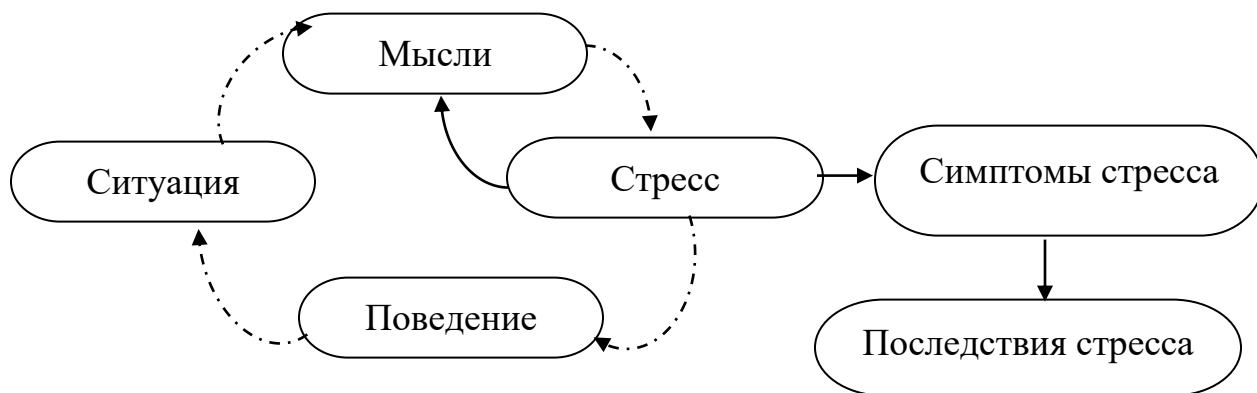 Мысли
Ситуация
Стресс
Симптомы стресса
Поведение
Последствия стресса